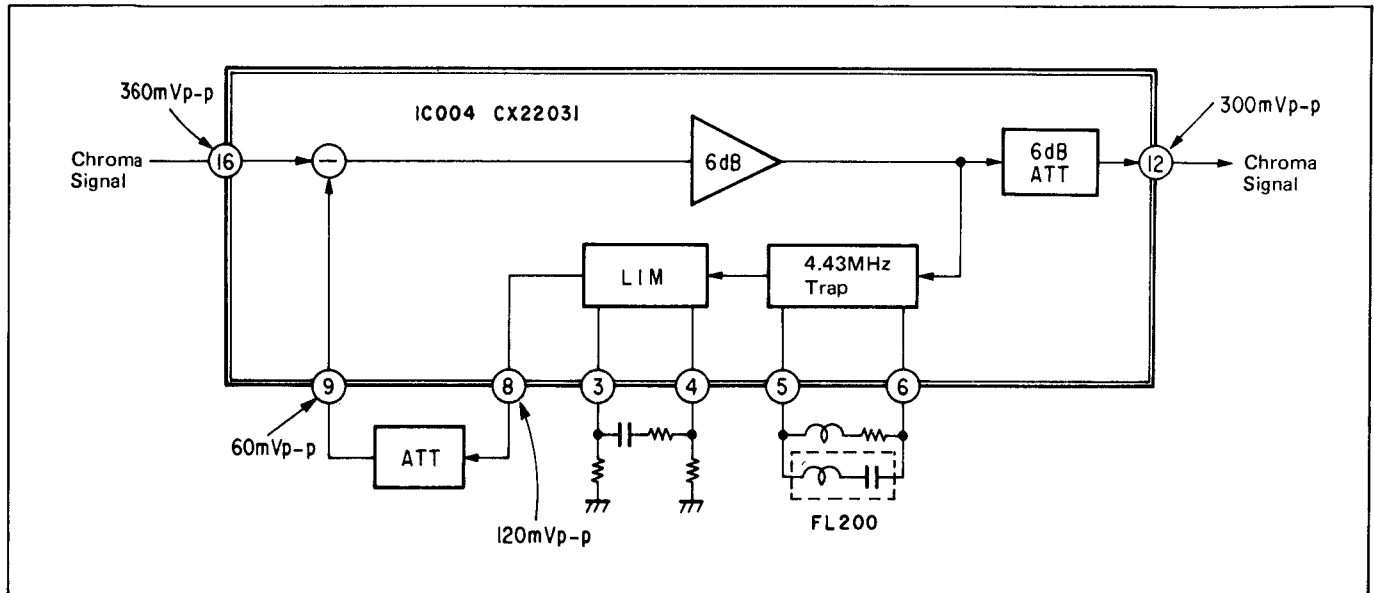 360mVp-p
IC004 CX22031
300mVp-p
Chroma
Signal
16
−
6dB
6dB
ATT
12
Chroma
Signal
LIM
4.43MHz
Trap
9
8
3
4
5
6
60mVp-p
ATT
120mVp-p
FL200